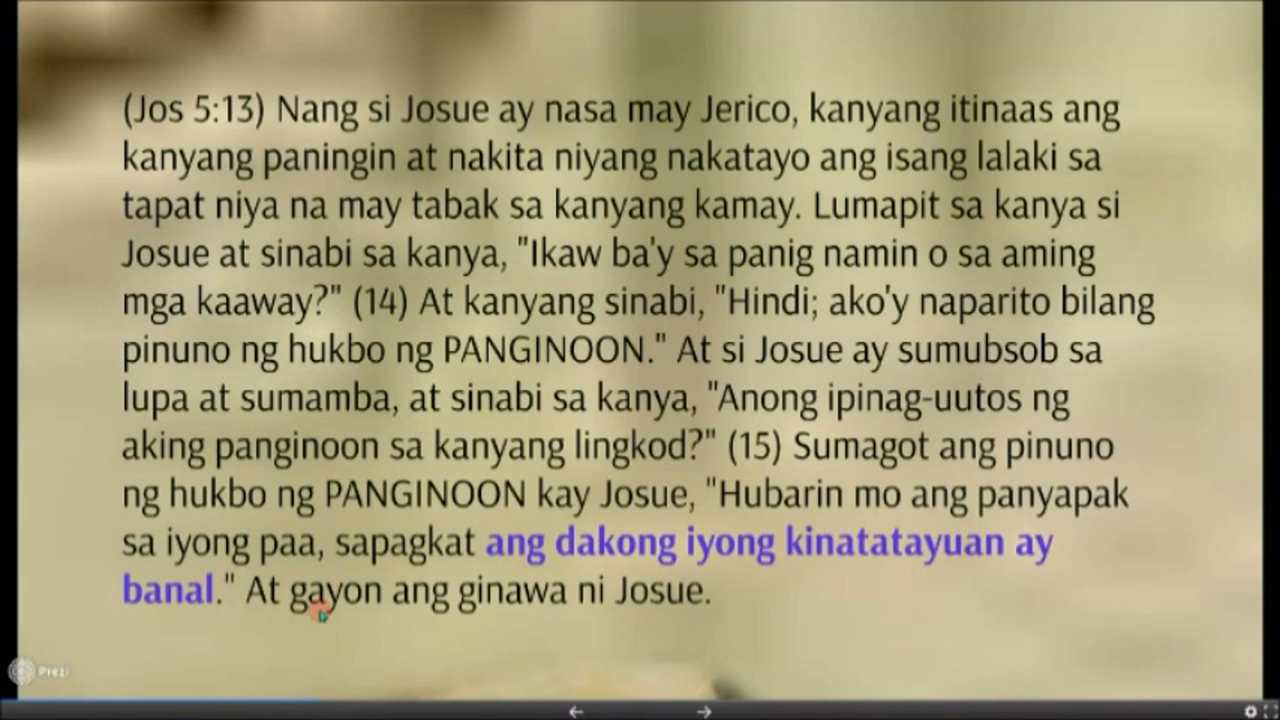 (Jos 5:13) Nang si Josue ay nasa may Jerico, kanyang itinaas ang
kanyang paningin at nakita niyang nakatayo ang isang lalaki sa
tapat niya na may tabak sa kanyang kamay. Lumapit sa kanya si
Josue at sinabi sa kanya, "Ikaw ba'y sa panig namin o sa aming
mga kaaway?" (14) At kanyang sinabi, "Hindi; ako'y naparito bilang
pinuno ng hukbo ng PANGINOON." At si Josue ay sumubsob sa
lupa at sumamba, at sinabi sa kanya, "Anong ipinag-uutos ng
aking panginoon sa kanyang lingkod?" (15) Sumagot ang pinuno
ng hukbo ng PANGINOON kay Josue, "Hubarin mo ang panyapak
sa iyong paa, sapagkat ang dakong iyong kinatatayuan ay
banal." At gayon ang ginawa ni Josue.
Prezi